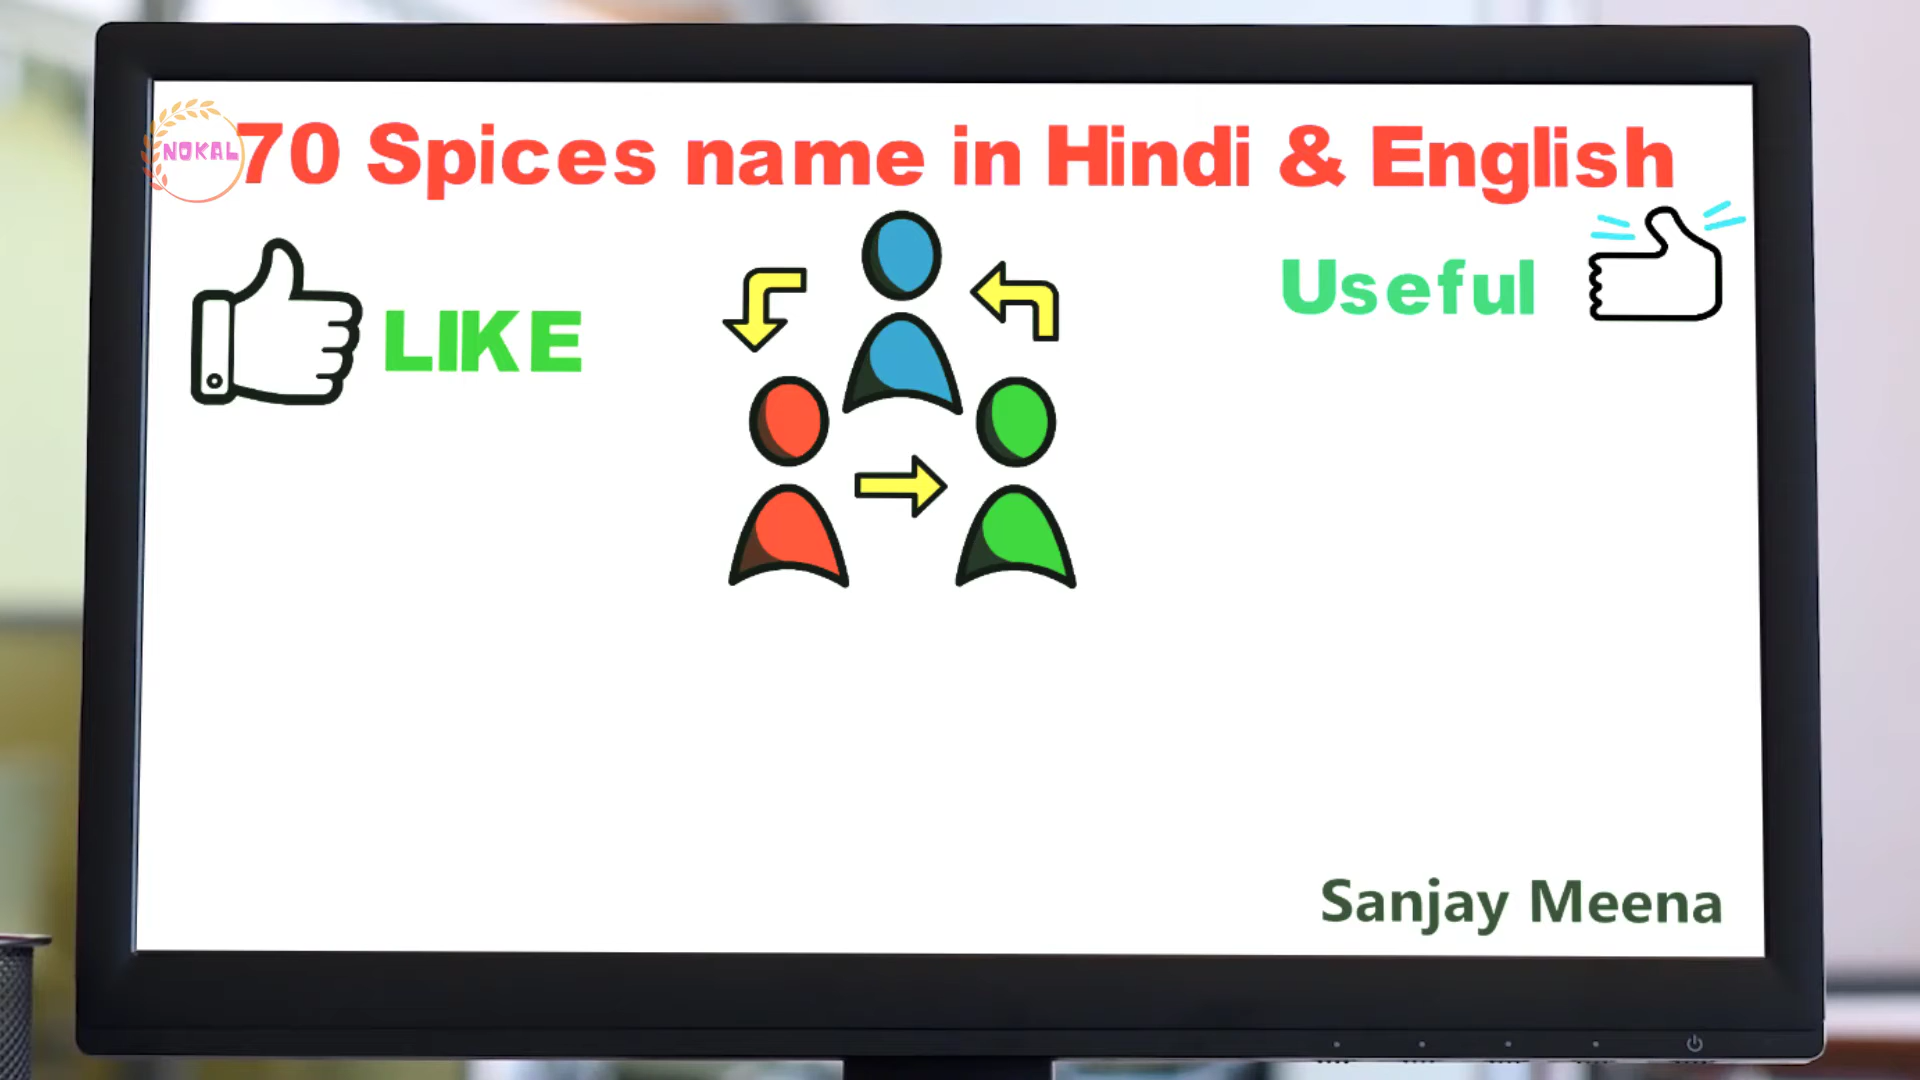 NOKAL
70 Spices name in Hindi & English
LIKE
Useful
Sanjay Meena